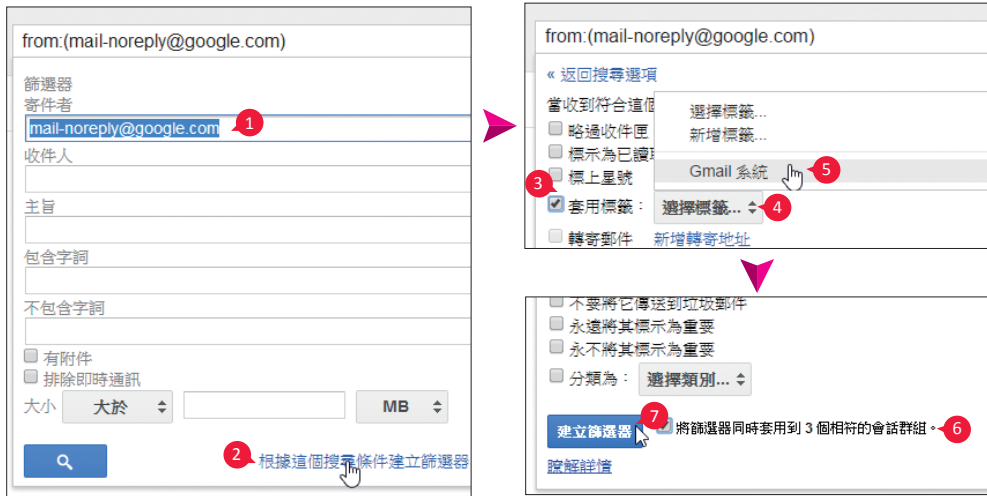 from:(mail-noreply@google.com)
篩選器
寄件者
mail-noreply@google.com 1
收件人
主旨
包含字詞
不包含字詞
有附件
排除即時通訊
大小 大於 MB
2 根據這個搜尋條件建立篩選器
from:(mail-noreply@google.com)
« 返回搜尋選項
當收到符合這個
選擇標籤...
略過收件匣
新增標籤...
標示為已讀
標上星號
Gmail 系統 5
3
套用標籤： 選擇標籤... 4
轉寄郵件 新增轉寄地址
不要將它傳送到垃圾郵件
永遠將其標示為重要
永不將其標示為重要
分類為： 選擇類別...
建立篩選器 7 將篩選器同時套用到 3 個相符的會話群組。 6
瞭解詳情